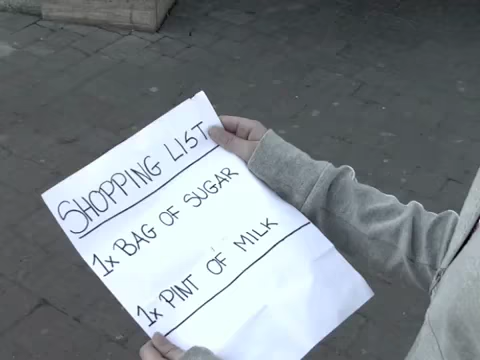 SHOPPING LIST
1x BAG OF SUGAR
1x PINT OF MILK